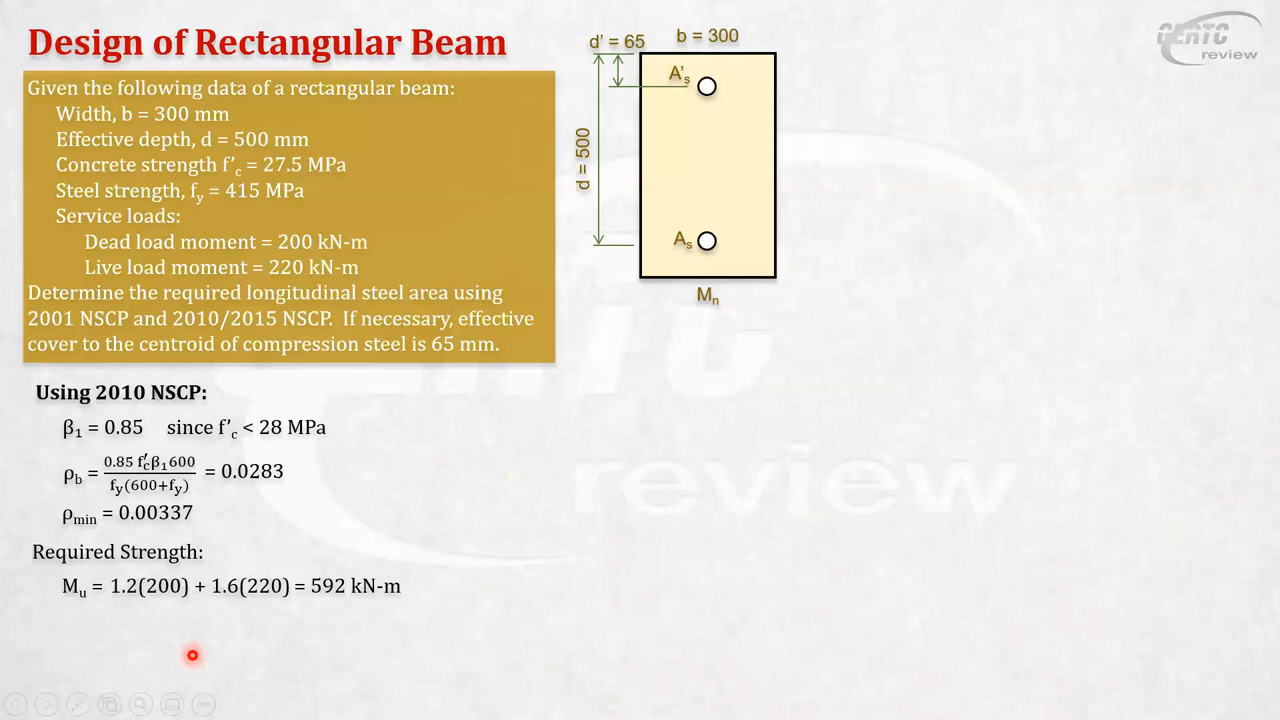 Design of Rectangular Beam
Given the following data of a rectangular beam:
Width, b = 300 mm
Effective depth, d = 500 mm
Concrete strength f'c = 27.5 MPa
Steel strength, fy = 415 MPa
Service loads:
Dead load moment = 200 kN-m
Live load moment = 220 kN-m
Determine the required longitudinal steel area using
2001 NSCP and 2010/2015 NSCP. If necessary, effective
cover to the centroid of compression steel is 65 mm.
d' = 65
b = 300
A's
d = 500
As
Mn
CERTC
review
Using 2010 NSCP:
β1 = 0.85 since f'c < 28 MPa
ρb = 0.85 f'c β1 600 / fy(600+fy) = 0.0283
ρmin = 0.00337
Required Strength:
Mu = 1.2(200) + 1.6(220) = 592 kN-m
review